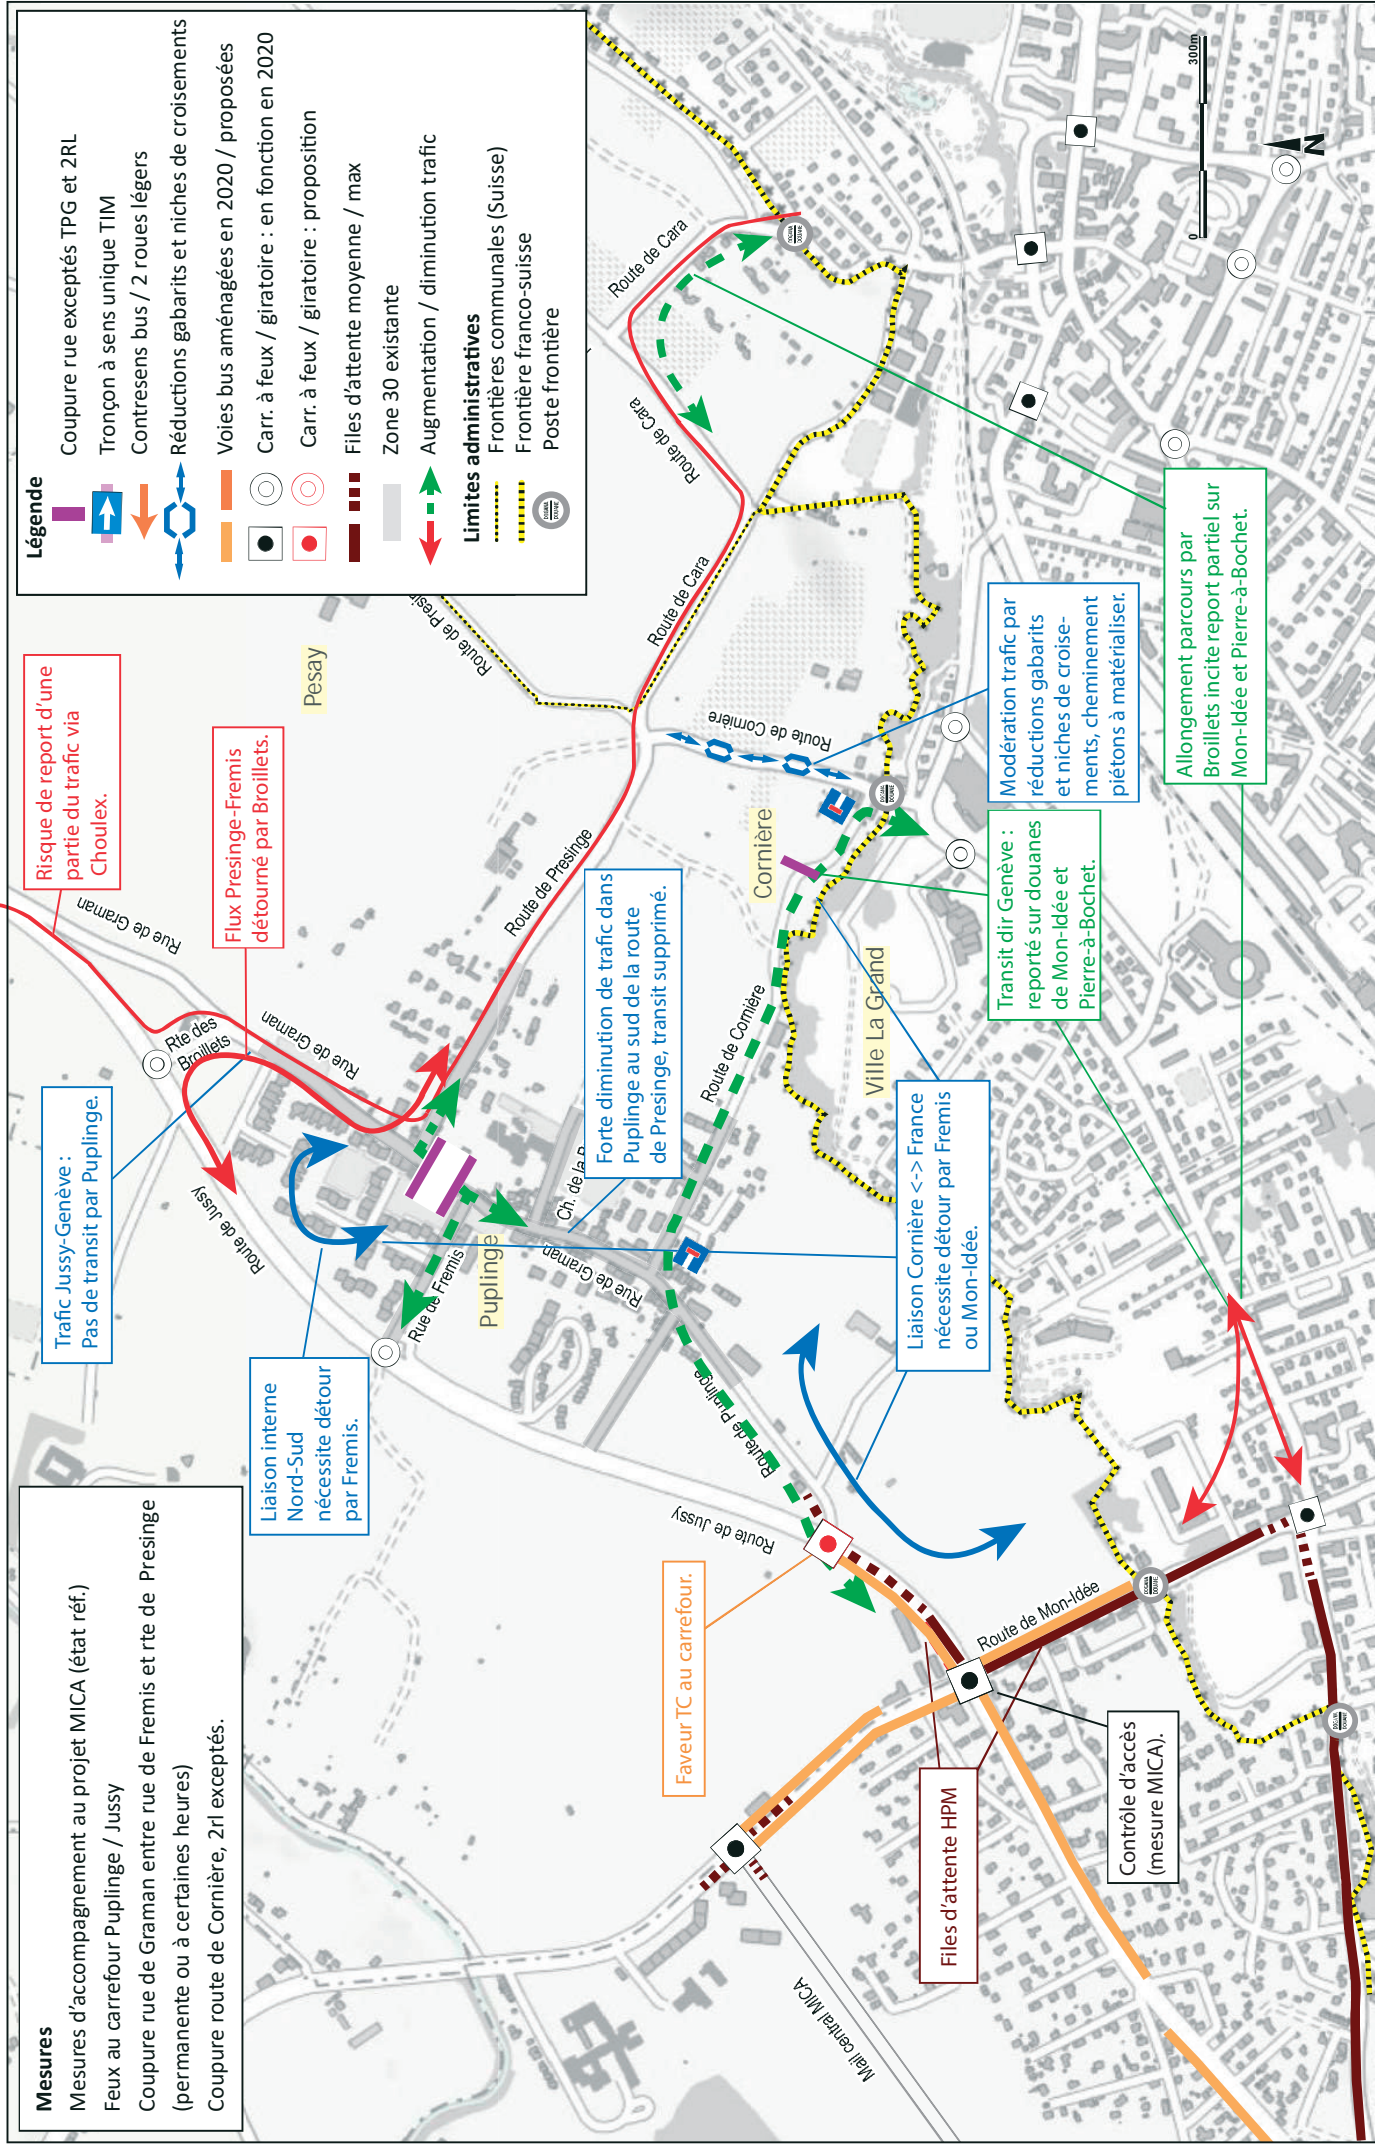 Mesures
Mesures d'accompagnement au projet MICA (état réf.)
Feux au carrefour Puplinge / Jussy
Coupure rue de Graman entre rue de Fremis et rte de Presinge
(permanente ou à certaines heures)
Coupure route de Cornière, 2rl exceptés.
Légende
Coupure rue exceptés TPG et 2RL
Tronçon à sens unique TIM
Contresens bus / 2 roues légers
Réductions gabarits et niches de croisements
Voies bus aménagées en 2020 / proposées
Carr. à feux / giratoire : en fonction en 2020
Carr. à feux / giratoire : proposition
Files d'attente moyenne / max
Zone 30 existante
Augmentation / diminution trafic
Limites administratives
Frontières communales (Suisse)
Frontière franco-suisse
Poste frontière
Trafic Jussy-Genève :
Pas de transit par Puplinge.
Risque de report d'une
partie du trafic via
Choulex.
Flux Presinge-Fremis
détourné par Broillets.
Liaison interne
Nord-Sud
nécessite détour
par Fremis.
Forte diminution de trafic dans
Puplinge au sud de la route
de Presinge, transit supprimé.
Faveur TC au carrefour.
Liaison Cornière <-> France
nécessite détour par Fremis
ou Mon-Idée.
Files d'attente HPM
Contrôle d'accès
(mesure MICA).
Transit dir Genève :
reporté sur douanes
de Mon-Idée et
Pierre-à-Bochet.
Modération trafic par
réductions gabarits
et niches de croise-
ments, cheminement
piétons à matérialiser.
Allongement parcours par
Broillets incite report partiel sur
Mon-Idée et Pierre-à-Bochet.
Rue de Graman
Rte des
Broillets
Rue de Graman
Route de Jussy
Rue de Fremis
Puplinge
Rue de Graman
Ch. de la
Route de Presinge
Pesay
Route de Presin
Route de Cara
Route de Cara
Route de Cara
Route de Cornière
Cornière
Route de Cornière
Ville La Grand
Route de Puplinge
Route de Jussy
Route de Mon-Idée
Mail central MICA
DOGANA
DOUANE
DOGANA
DOUANE
DOGANA
DOUANE
DOGANA
DOUANE
DOGANA
DOUANE
0
300m
N